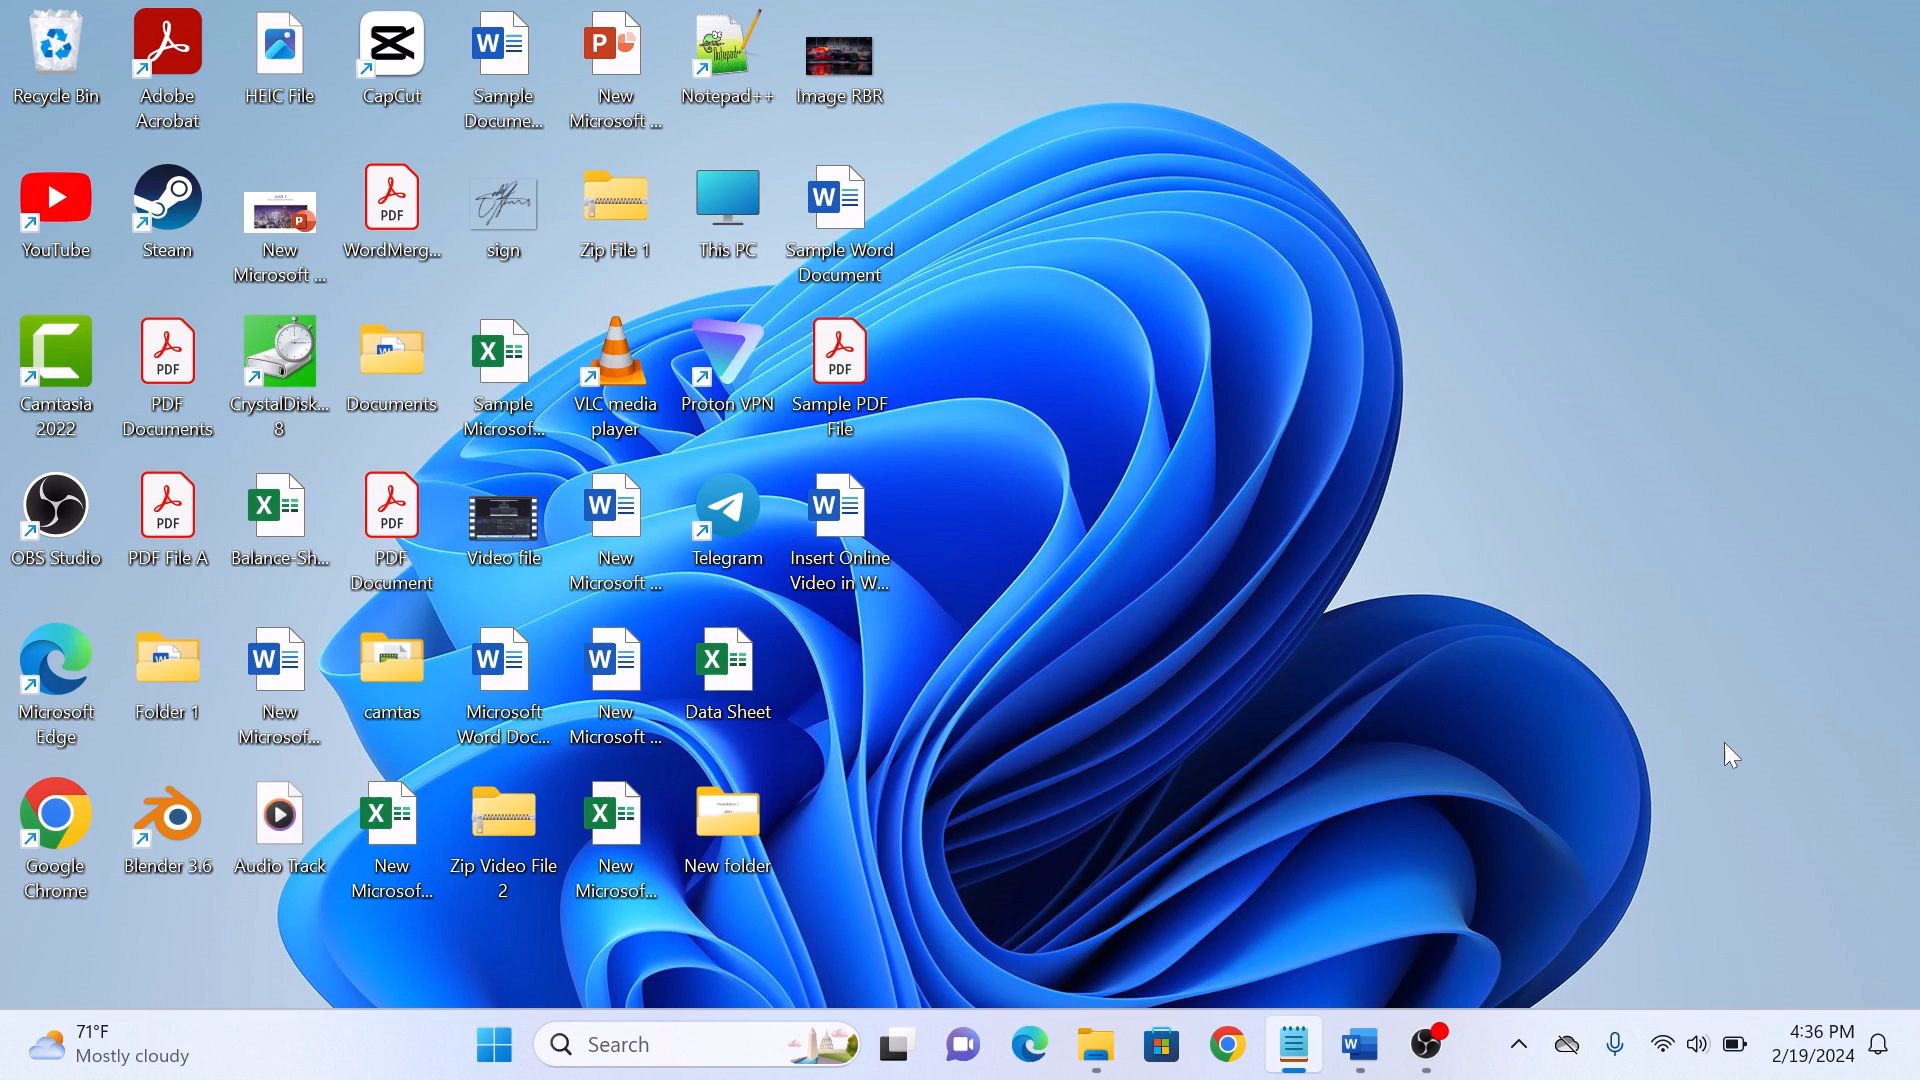 Recycle Bin
Adobe
Acrobat
HEIC File
CapCut
Sample
Docume...
New
Microsoft ...
Notepad++
Image RBR
YouTube
Steam
New
Microsoft ...
WordMerg...
sign
Zip File 1
This PC
Sample Word
Document
Camtasia
2022
PDF
Documents
CrystalDisk...
8
Documents
Sample
Microsof...
VLC media
player
Proton VPN
Sample PDF
File
OBS Studio
PDF File A
Balance-Sh...
PDF
Document
Video file
New
Microsoft ...
Telegram
Insert Online
Video in W...
Microsoft
Edge
Folder 1
New
Microsof...
camtas
Microsoft
Word Doc...
New
Microsoft ...
Data Sheet
Google
Chrome
Blender 3.6
Audio Track
New
Microsof...
Zip Video File
2
New
Microsof...
New folder
71°F
Mostly cloudy
Search
4:36 PM
2/19/2024